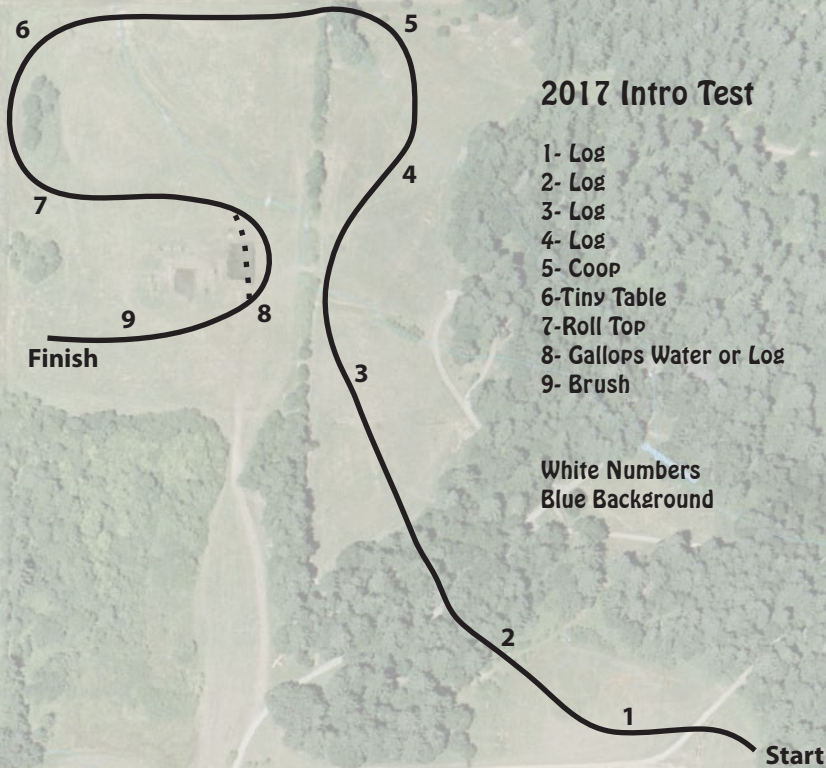 6
5
2017 Intro Test
1- Log
2- Log
3- Log
4- Log
5- Coop
6-Tiny Table
7-Roll Top
8- Gallops Water or Log
9- Brush
White Numbers
Blue Background
4
7
8
9
Finish
3
2
1
Start